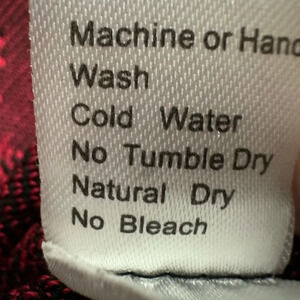 Machine or Hand
Wash
Cold Water
No Tumble Dry
Natural Dry
No Bleach